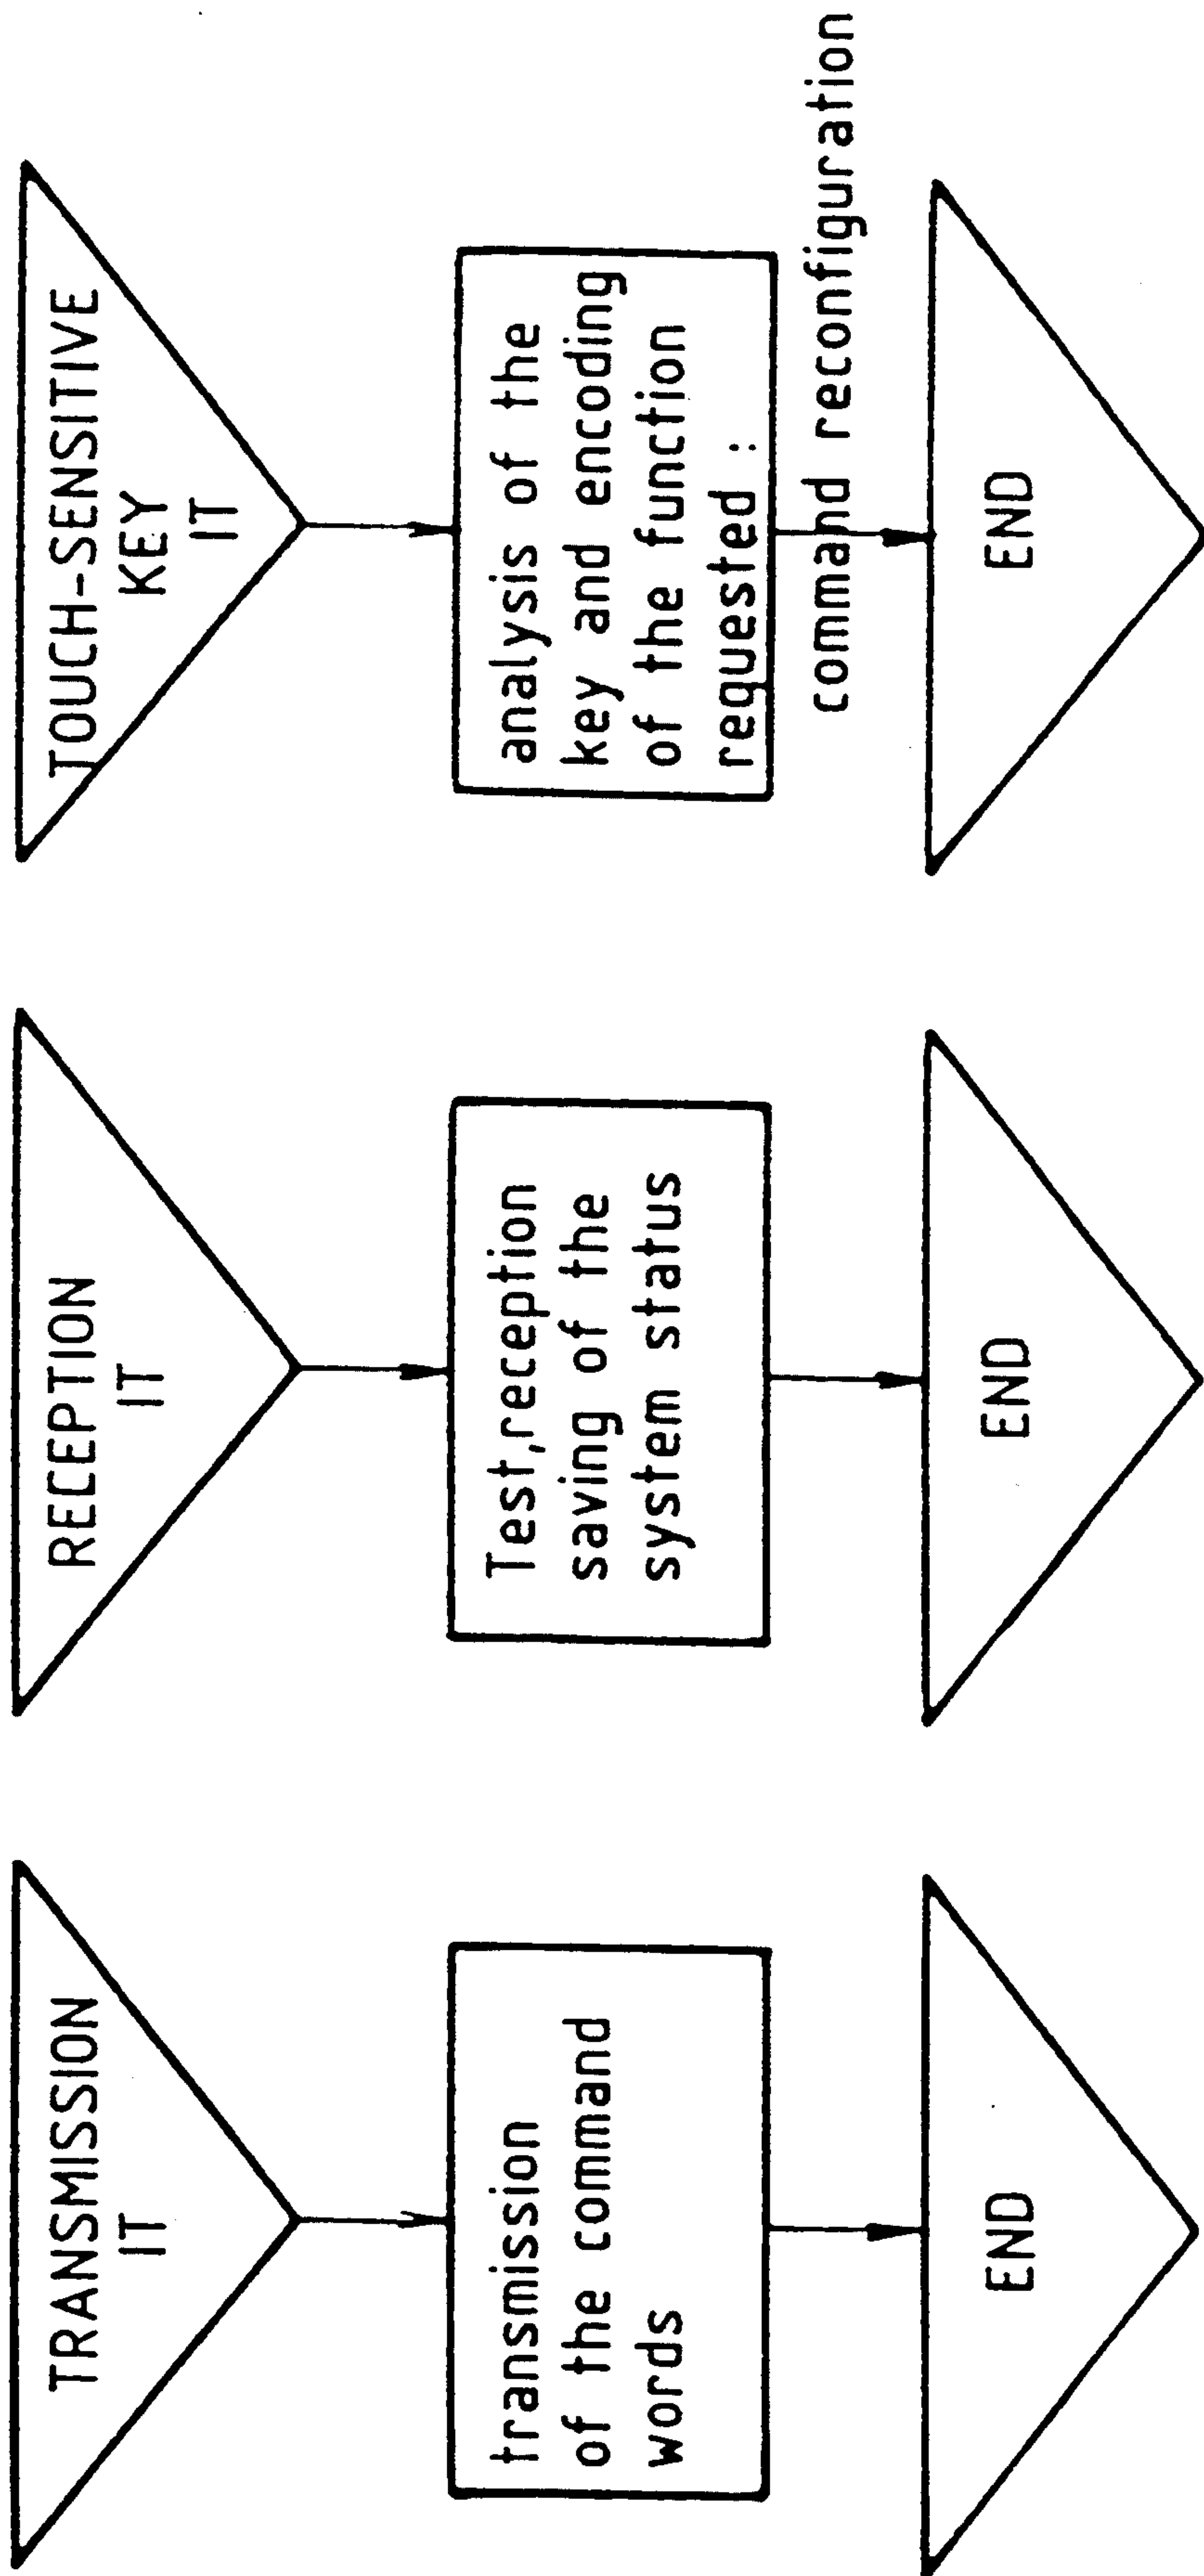 TRANSMISSION
IT
transmission
of the command
words
END
RECEPTION
IT
Test,reception
saving of the
system status
END
TOUCH-SENSITIVE
KEY
IT
analysis of the
key and encoding
of the function
requested :
command reconfiguration
END